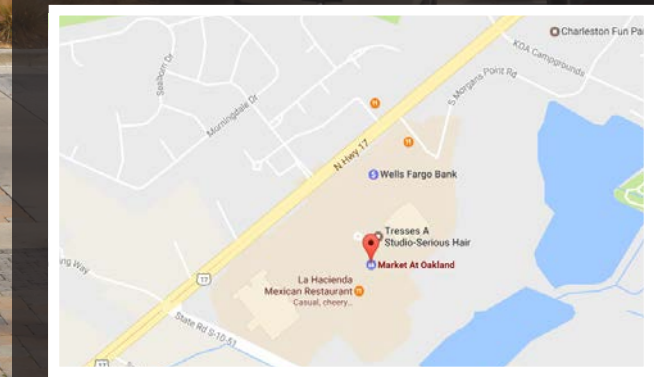 Charleston Fun Pa
KOA Campgrounds
S Morgans Point Rd
Sealborn Dr
Morningdale Dr
N Hwy 17
Wells Fargo Bank
Tresses A
Studio-Serious Hair
Market At Oakland
La Hacienda
Mexican Restaurant
Casual, cheery...
ng Way
17
State Rd S-10-51
17